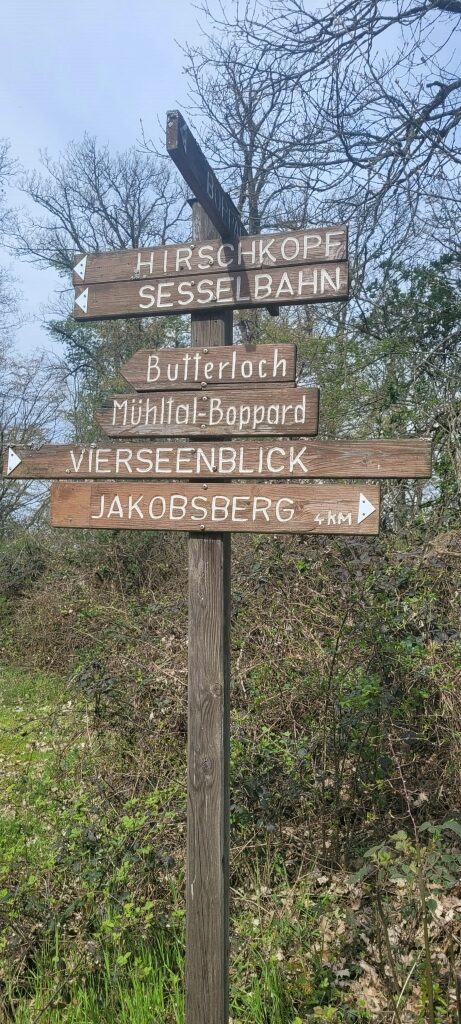 HIRSCHKOPF
SESSELBAHN
Butterloch
Mühltal-Boppard
VIERSEENBLICK
JAKOBSBERG 4KM